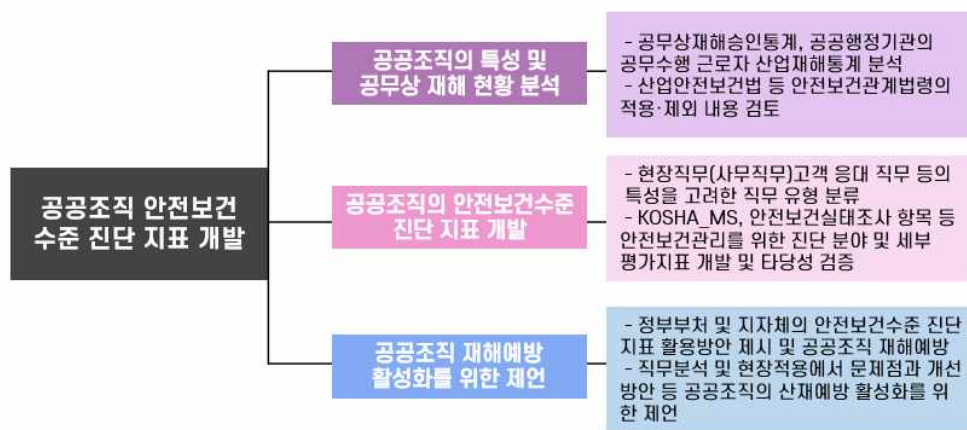 공공조직 안전보건
수준 진단 지표 개발
공공조직의 특성 및
공무상 재해 현황 분석
- 공무상재해승인통계, 공공행정기관의
공무수행 근로자 산업재해통계 분석
- 산업안전보건법 등 안전보건관계법령의
적용·제외 내용 검토
공공조직의 안전보건수준
진단 지표 개발
- 현장직무(사무직무)고객 응대 직무 등의
특성을 고려한 직무 유형 분류
- KOSHA_MS, 안전보건실태조사 항목 등
안전보건관리를 위한 진단 분야 및 세부
평가지표 개발 및 타당성 검증
공공조직 재해예방
활성화를 위한 제언
- 정부부처 및 지자체의 안전보건수준 진단
지표 활용방안 제시 및 공공조직 재해예방
- 직무분석 및 현장적용에서 문제점과 개선
방안 등 공공조직의 산재예방 활성화를 위
한 제언